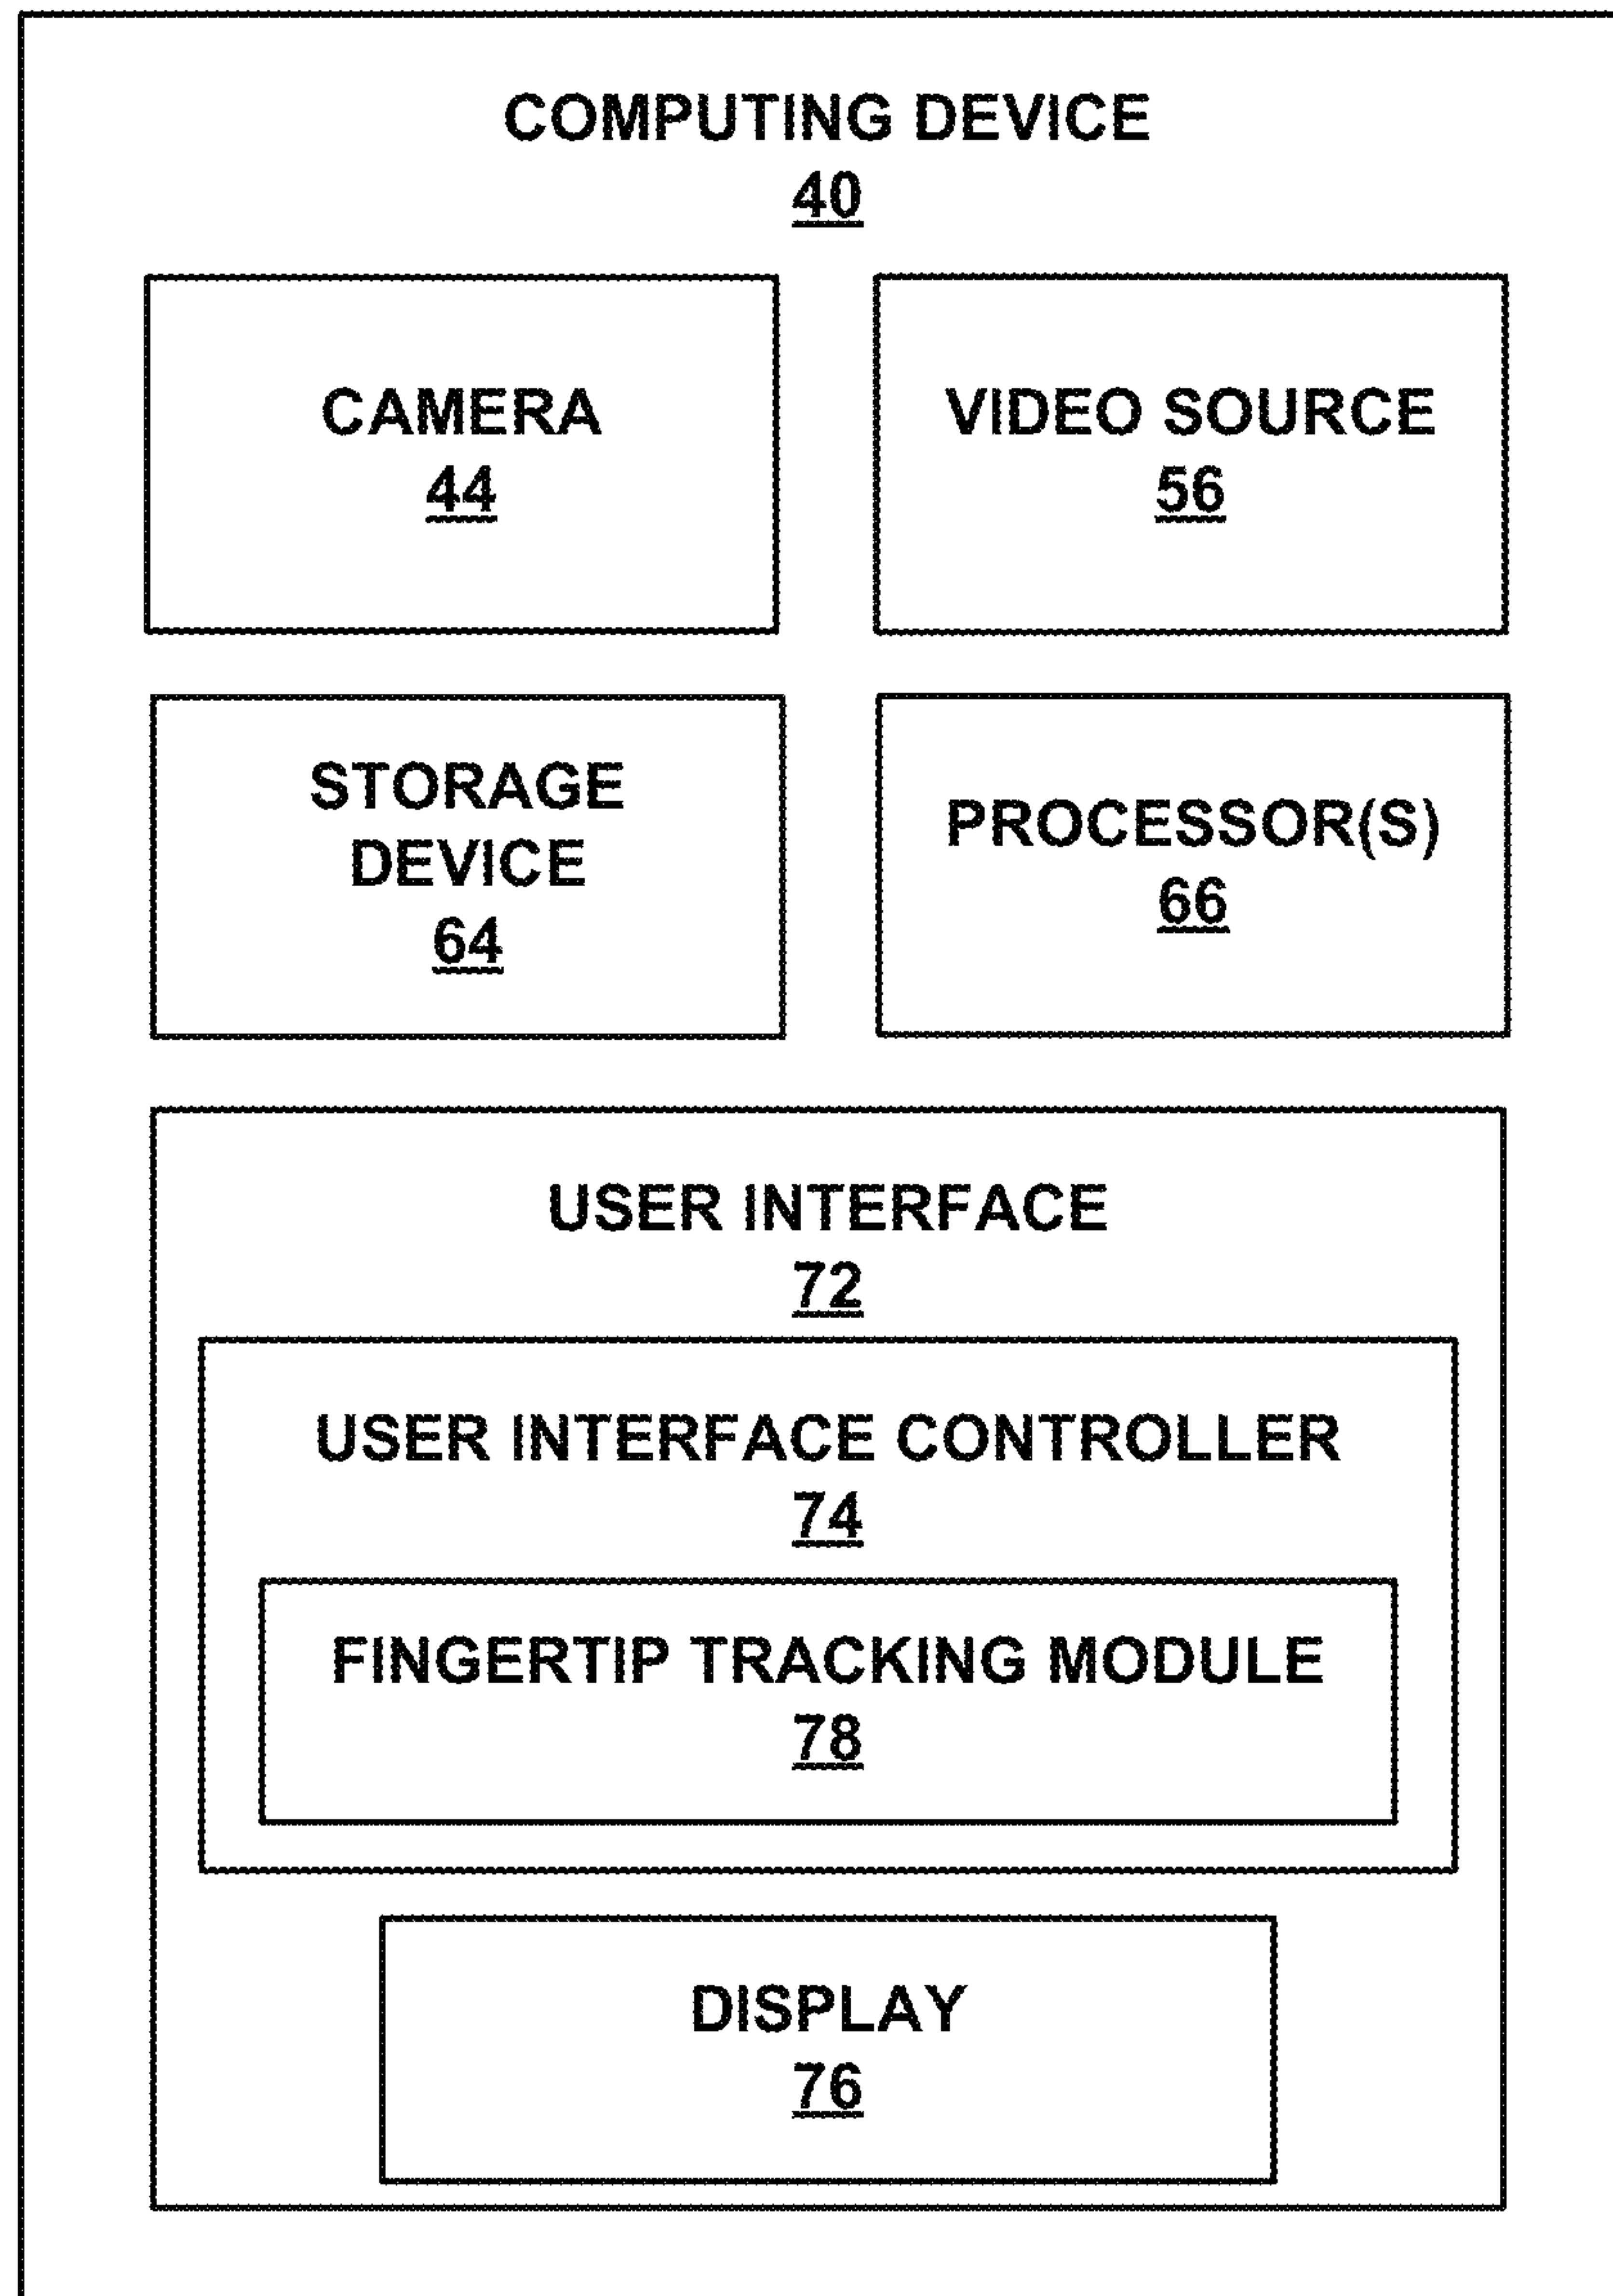 COMPUTING DEVICE
40
CAMERA
44
VIDEO SOURCE
56
STORAGE
DEVICE
64
PROCESSOR(S)
66
USER INTERFACE
72
USER INTERFACE CONTROLLER
74
FINGERTIP TRACKING MODULE
78
DISPLAY
76